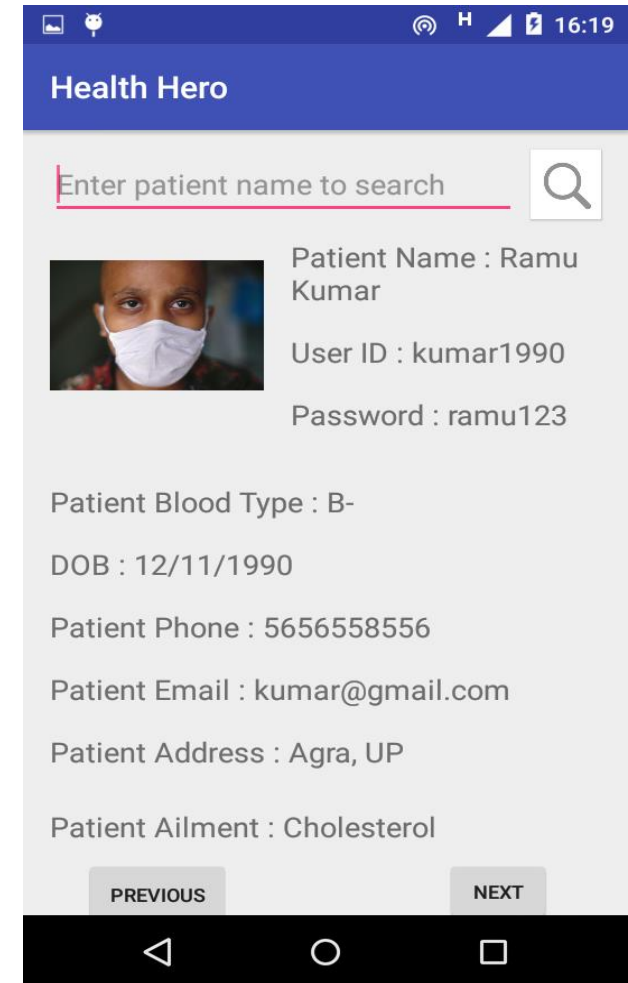 H 16:19
Health Hero
Enter patient name to search
Patient Name : Ramu
Kumar
User ID : kumar1990
Password : ramu123
Patient Blood Type : B-
DOB : 12/11/1990
Patient Phone : 5656558556
Patient Email : kumar@gmail.com
Patient Address : Agra, UP
Patient Ailment : Cholesterol
PREVIOUS NEXT